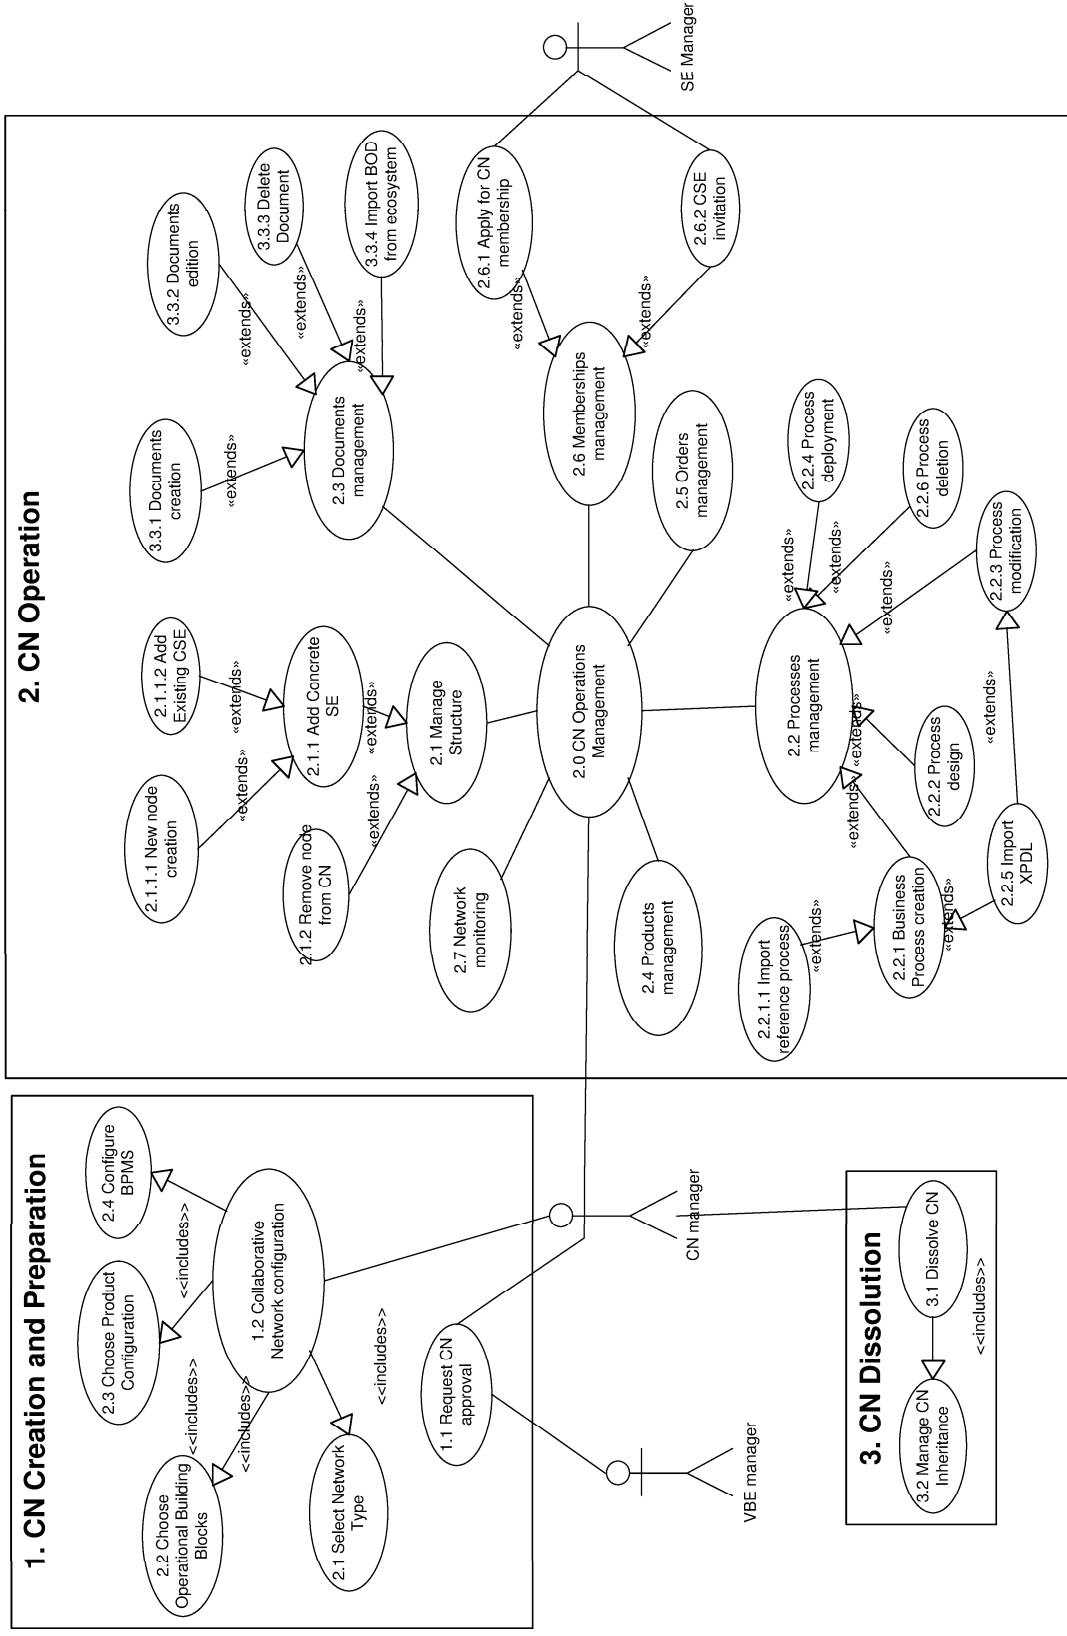 1. CN Creation and Preparation
2.4 Configure
BPMS
2.3 Choose Product
Configuration
2.2 Choose
Operational Building
Blocks
2.1 Select Network
Type
1.2 Collaborative
Network configuration
<<includes>>
<<includes>>
<<includes>>
<<includes>>
1.1 Request CN
approval
VBE manager
CN manager
3. CN Dissolution
3.1 Dissolve CN
3.2 Manage CN
Inheritance
<<includes>>
2. CN Operation
2.1.1.1 New node
creation
2.1.1.2 Add
Existing CSE
«extends»
«extends»
2.1.1 Add Concrete
SE
2.1.2 Remove node
from CN
«extends»
«extends»
2.1 Manage
Structure
3.3.1 Documents
creation
3.3.2 Documents
edition
3.3.3 Delete
Document
3.3.4 Import BOD
from ecosystem
«extends»
«extends»
«extends»
«extends»
2.3 Documents
management
2.7 Network
monitoring
2.0 CN Operations
Management
2.6 Memberships
management
2.6.1 Apply for CN
membership
2.6.2 CSE
invitation
«extends»
«extends»
SE Manager
2.4 Products
management
2.5 Orders
management
2.2 Processes
management
2.2.4 Process
deployment
2.2.6 Process
deletion
2.2.3 Process
modification
«extends»
«extends»
«extends»
2.2.1.1 Import
reference process
«extends»
2.2.1 Business
Process creation
«extends»
2.2.2 Process
design
«extends»
2.2.5 Import
XPDL
«extends»
«extends»